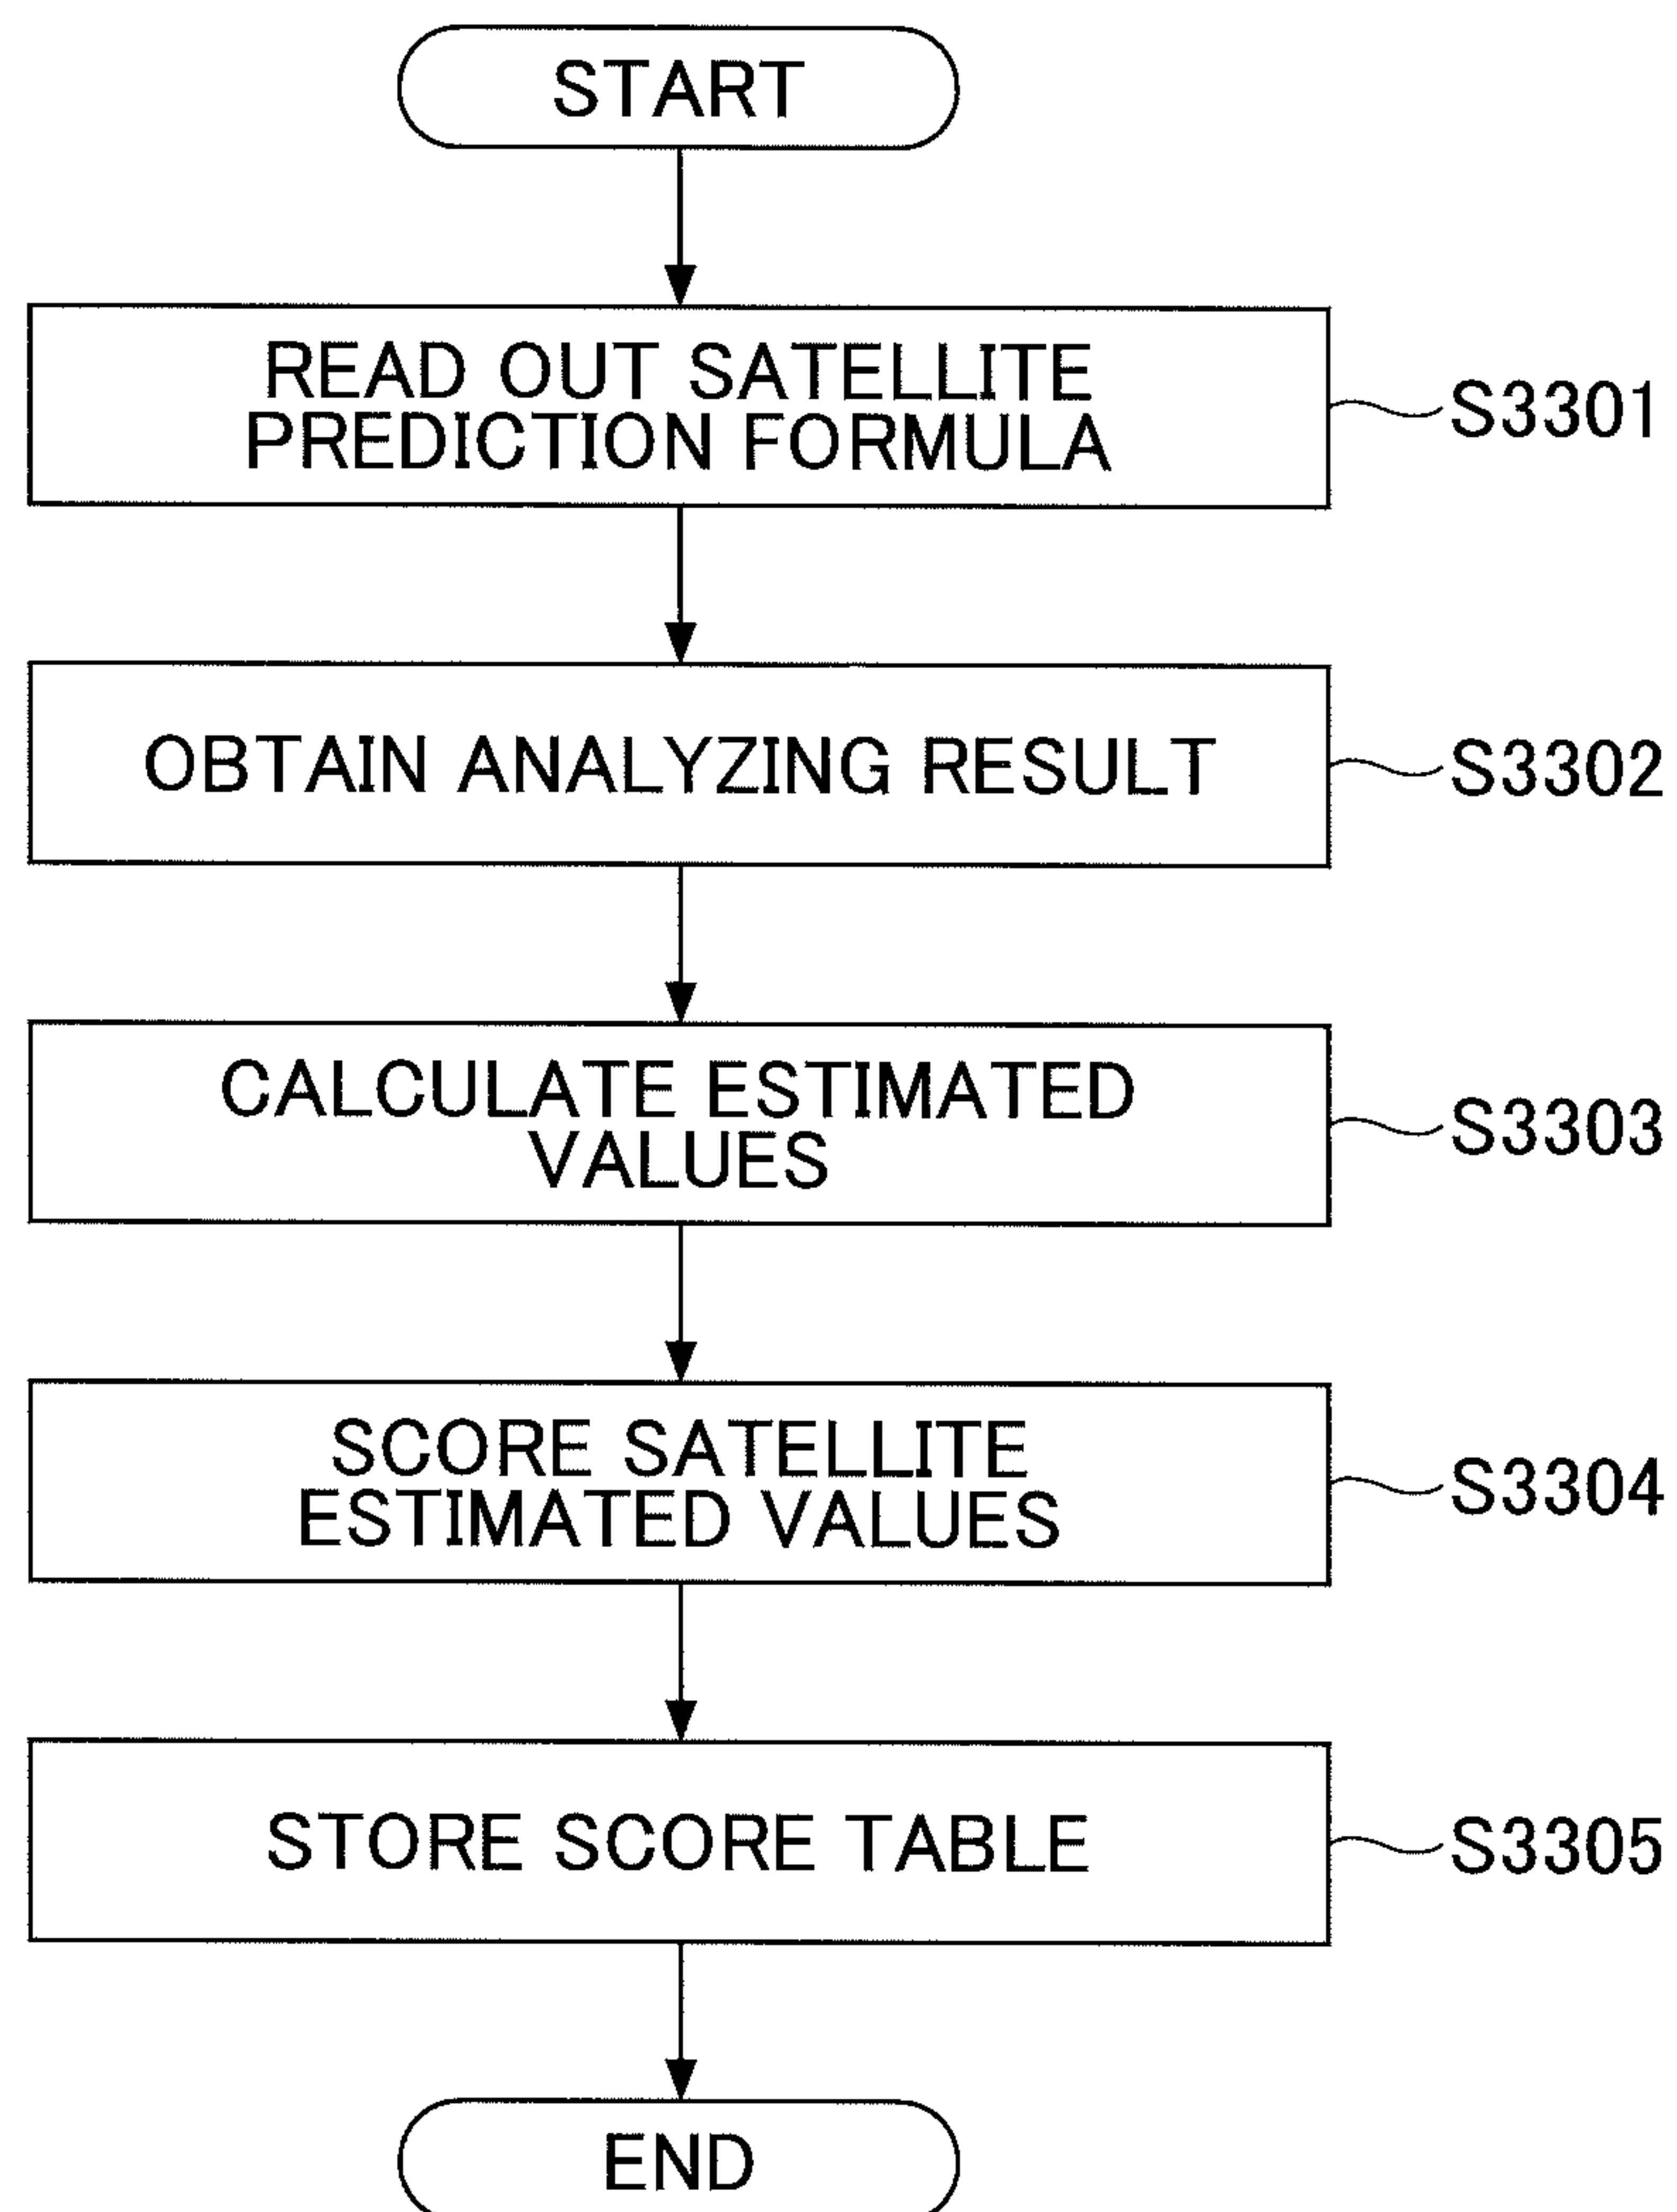 START
READ OUT SATELLITE
PREDICTION FORMULA
S3301
OBTAIN ANALYZING RESULT
S3302
CALCULATE ESTIMATED
VALUES
S3303
SCORE SATELLITE
ESTIMATED VALUES
S3304
STORE SCORE TABLE
S3305
END